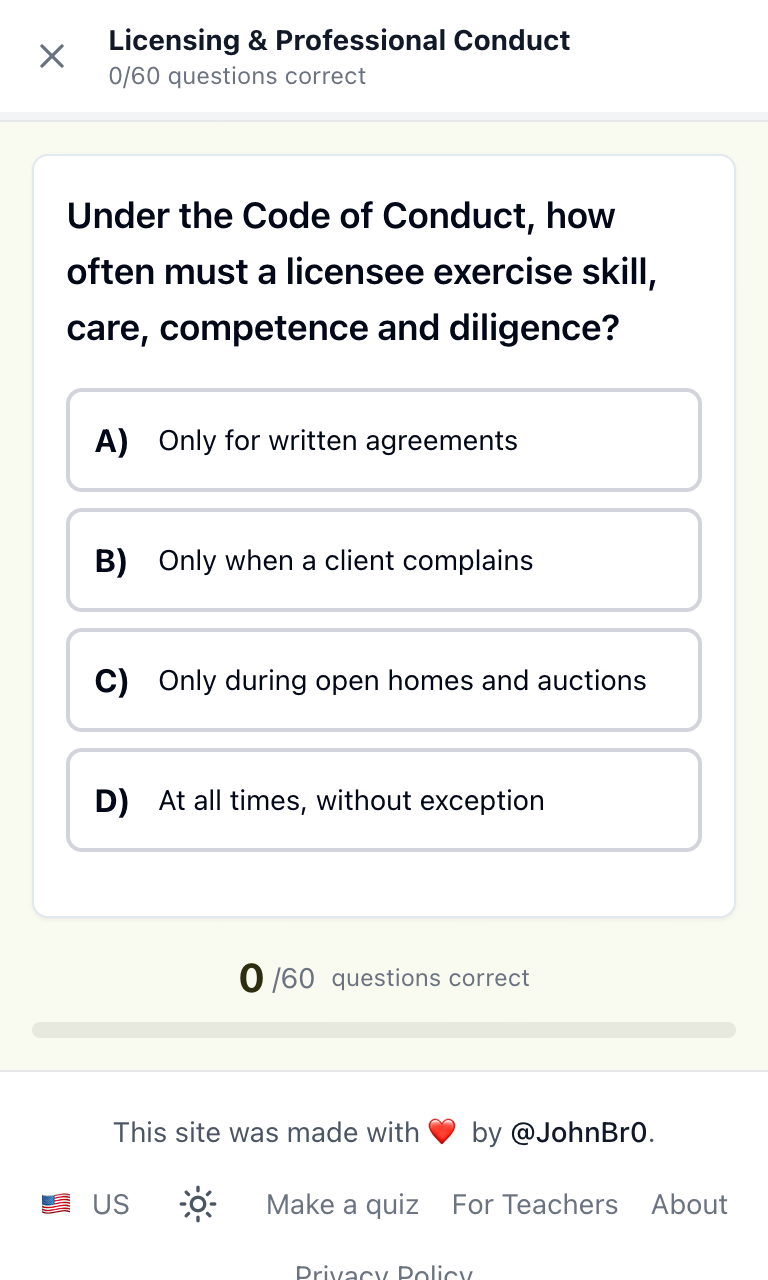 Licensing & Professional Conduct
0/60 questions correct
Under the Code of Conduct, how
often must a licensee exercise skill,
care, competence and diligence?
A) Only for written agreements
B) Only when a client complains
C) Only during open homes and auctions
D) At all times, without exception
0 /60 questions correct
This site was made with ❤️ by @JohnBr0.
🇺🇸 US Make a quiz For Teachers About
Privacy Policy